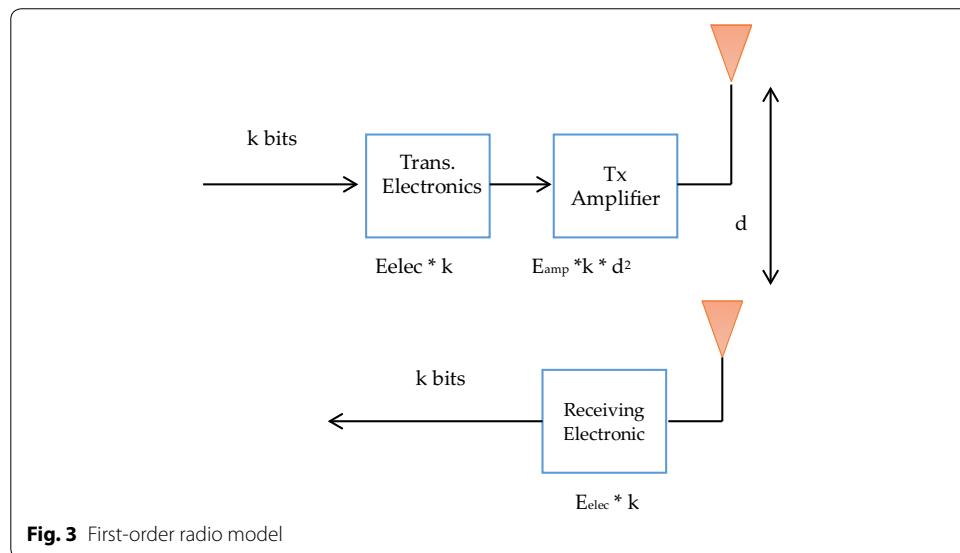 k bits
Trans.
Electronics
Tx
Amplifier
d
Eelec * k
Eamp *k * d²
k bits
Receiving
Electronic
Eelec * k
Fig. 3 First-order radio model